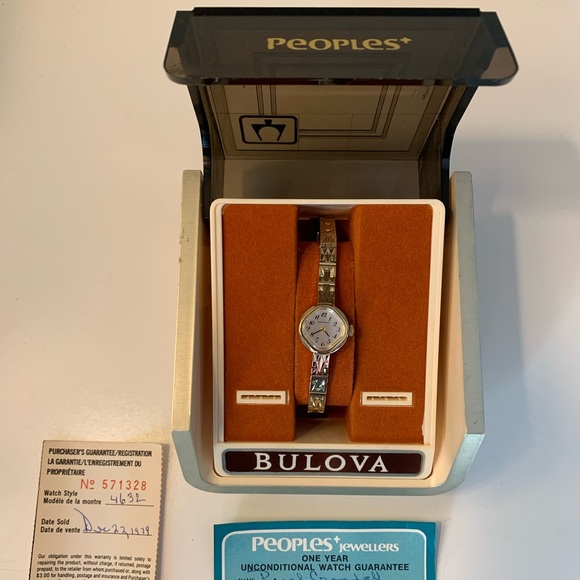 PEOPLES
BULOVA
PURCHASER'S GUARANTEE/REGISTRATION
LA GARANTIE/L'ENREGISTREMENT DU
PROPRIÉTAIRE
No 571328
Watch Style
Modèle de la montre 4632
Date Sold
Date de vente Dec 22, 1979
Our obligation under this warranty is limited solely to
repairing the product
without charge, if returned, postage
prepaid, to the retailer from whom
purchased or, along with
$3.00 for handling, postage and insurance and Purchaser's
PEOPLES JEWELLERS
ONE YEAR
UNCONDITIONAL WATCH GUARANTEE